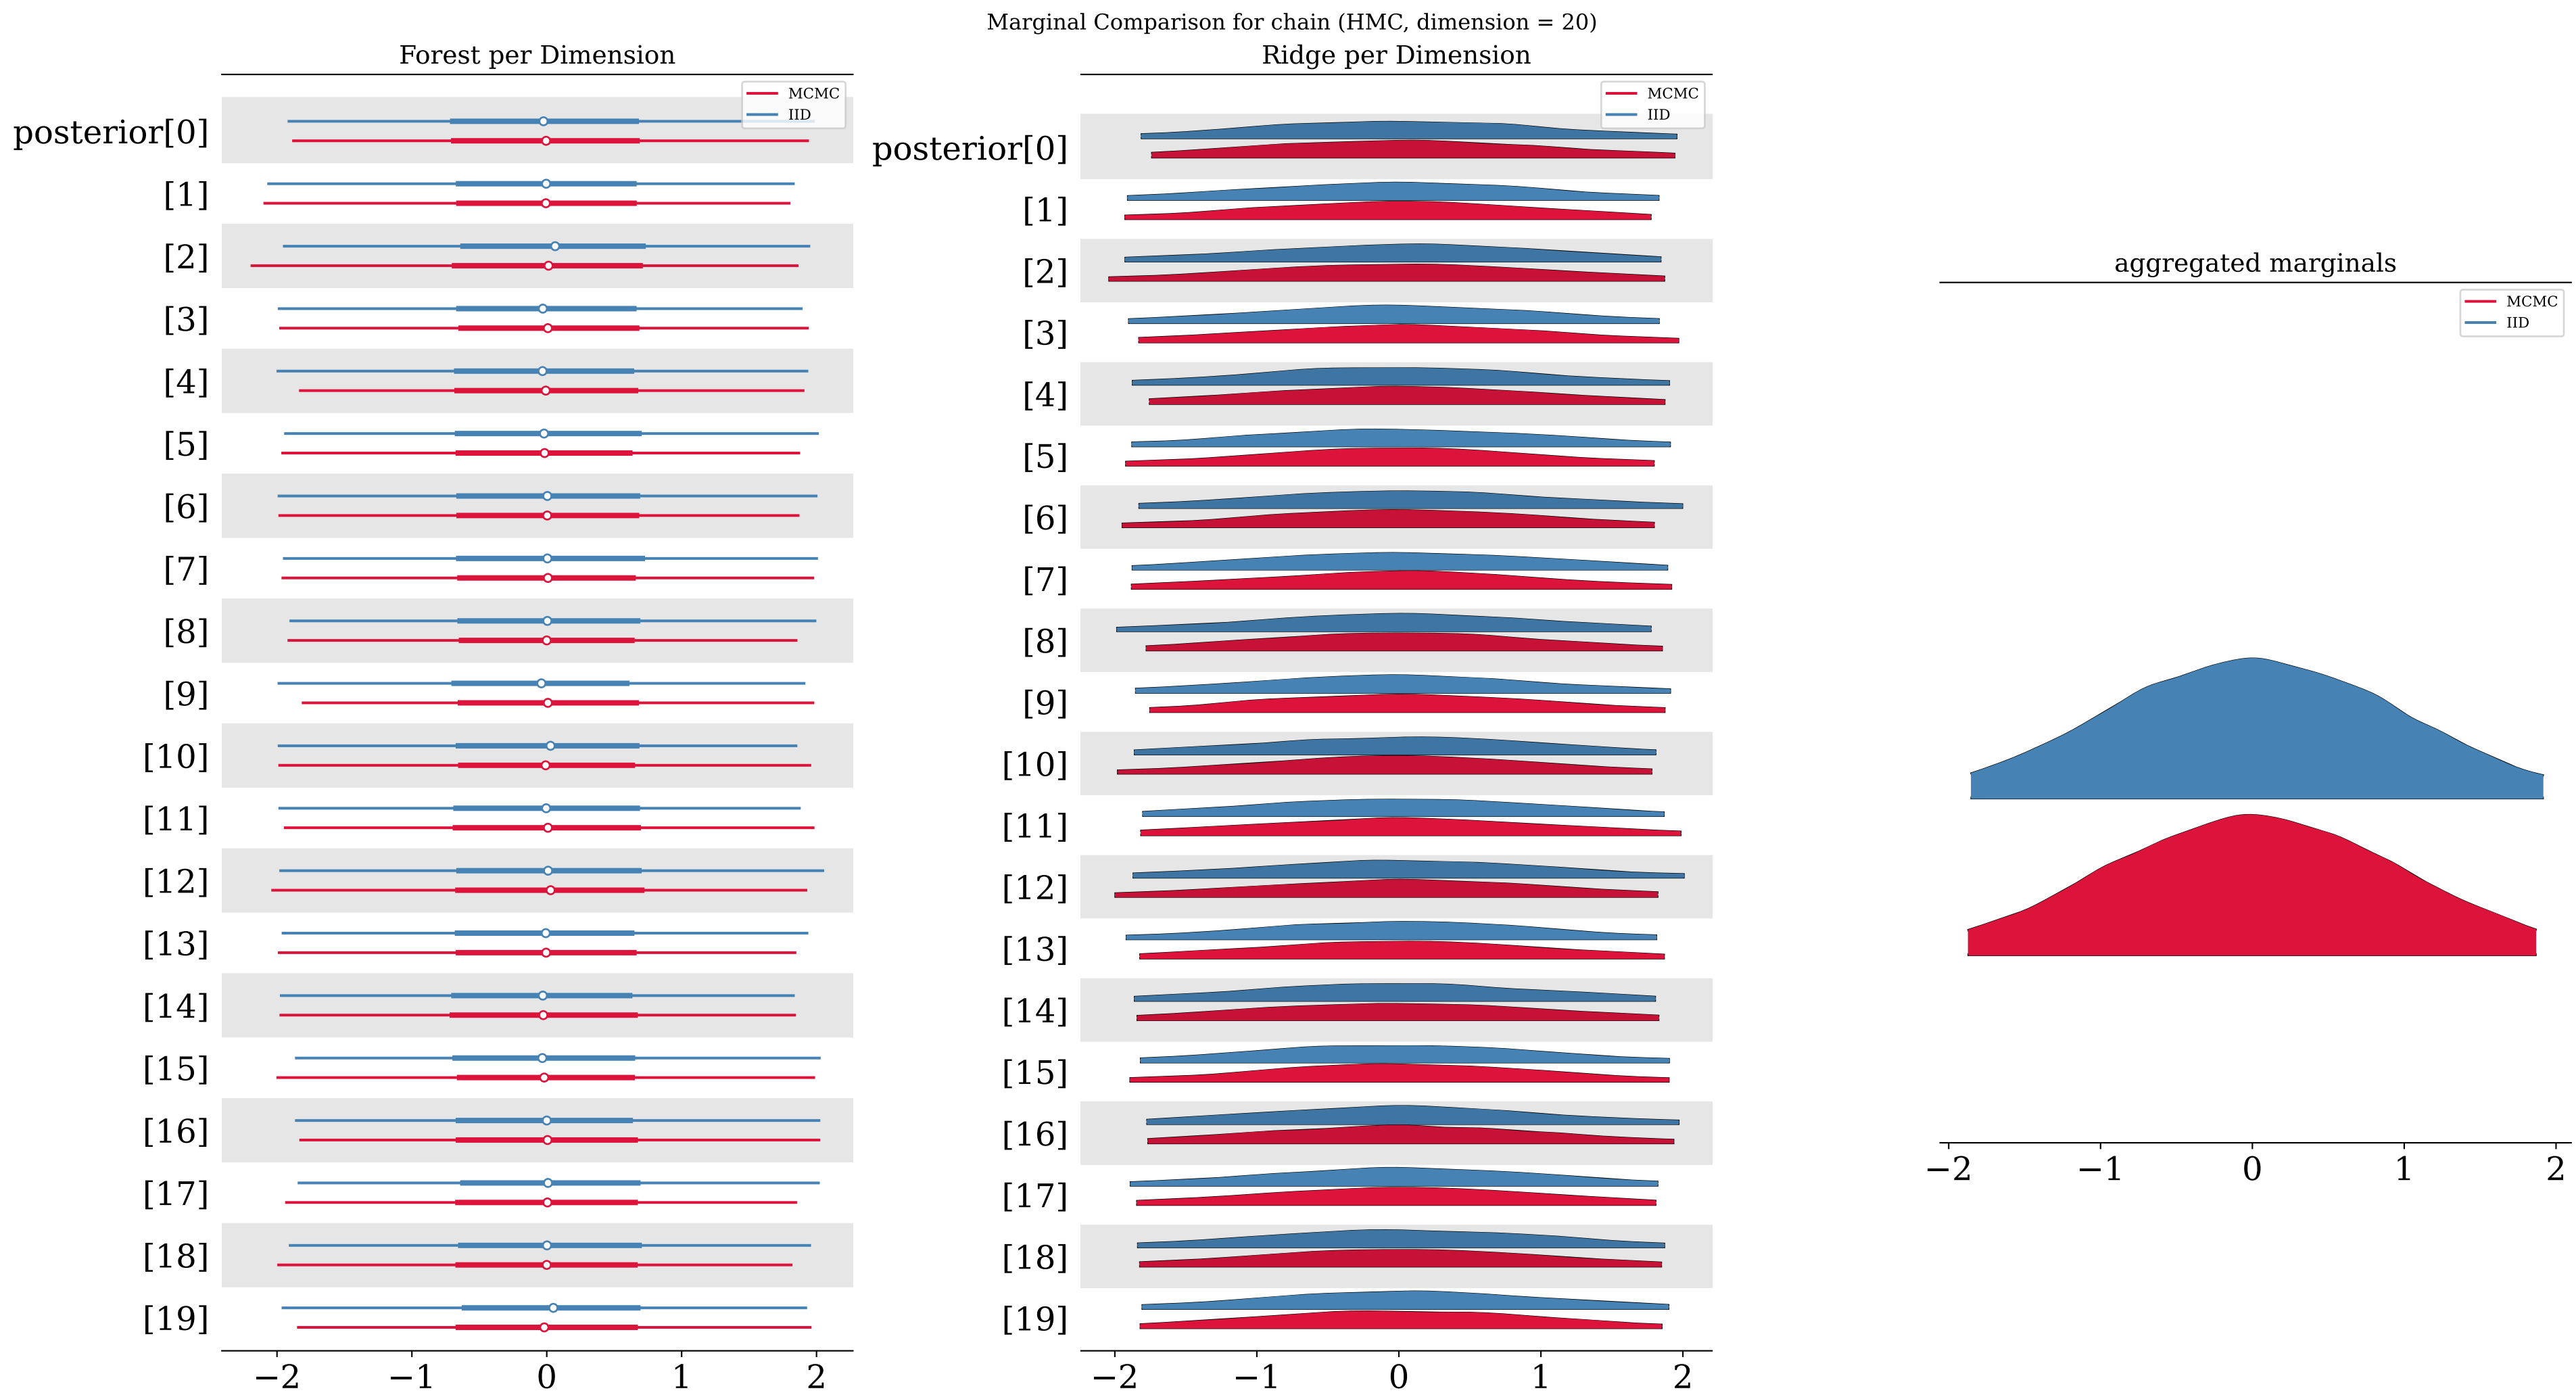 Marginal Comparison for chain (HMC, dimension = 20)
Forest per Dimension
MCMC
IID
posterior[0]
[1]
[2]
[3]
[4]
[5]
[6]
[7]
[8]
[9]
[10]
[11]
[12]
[13]
[14]
[15]
[16]
[17]
[18]
[19]
−2 −1 0 1 2
Ridge per Dimension
MCMC
IID
posterior[0]
[1]
[2]
[3]
[4]
[5]
[6]
[7]
[8]
[9]
[10]
[11]
[12]
[13]
[14]
[15]
[16]
[17]
[18]
[19]
−2 −1 0 1 2
aggregated marginals
MCMC
IID
−2 −1 0 1 2